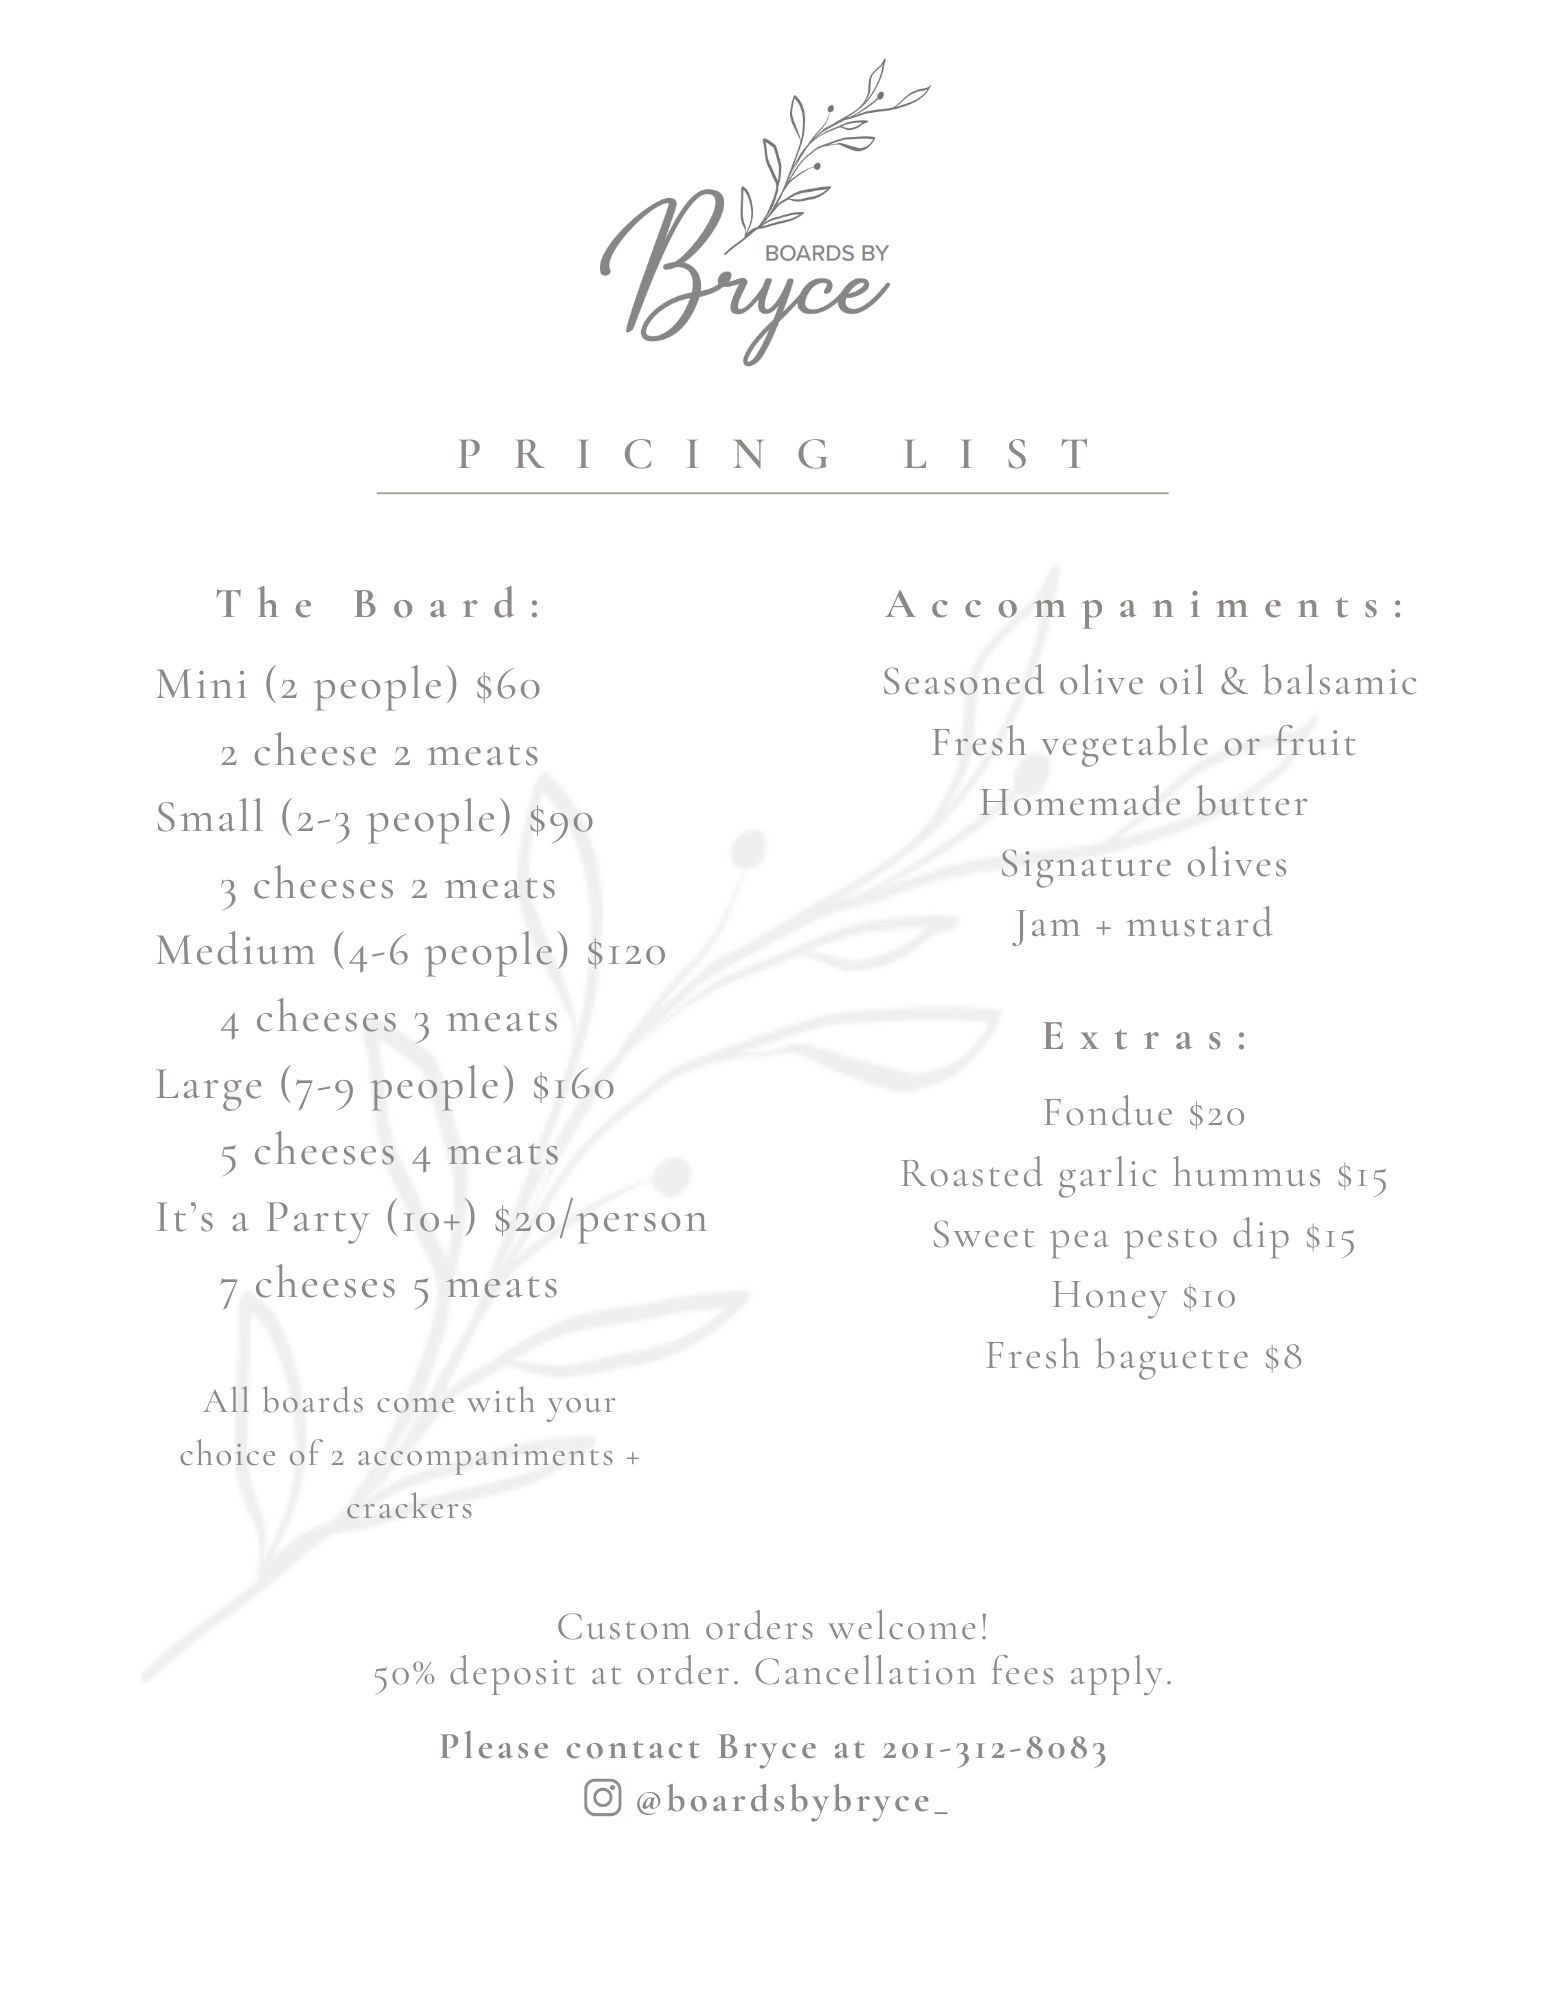 BOARDS BY
Bryce
PRICING LIST
The Board:
Mini (2 people) $60
2 cheese 2 meats
Small (2-3 people) $90
3 cheeses 2 meats
Medium (4-6 people) $120
4 cheeses 3 meats
Large (7-9 people) $160
5 cheeses 4 meats
It's a Party (10+) $20/person
7 cheeses 5 meats
All boards come with your
choice of 2 accompaniments +
crackers
Accompaniments:
Seasoned olive oil & balsamic
Fresh vegetable or fruit
Homemade butter
Signature olives
Jam + mustard
Extras:
Fondue $20
Roasted garlic hummus $15
Sweet pea pesto dip $15
Honey $10
Fresh baguette $8
Custom orders welcome!
50% deposit at order. Cancellation fees apply.
Please contact Bryce at 201-312-8083
@boardsbybryce_